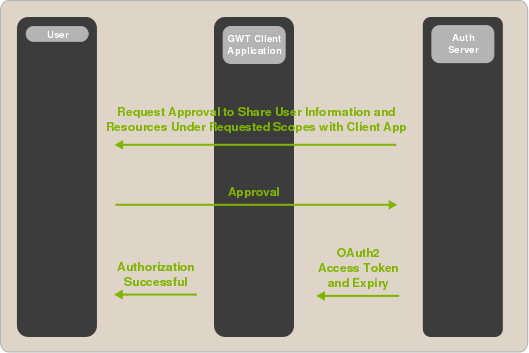 User
GWT Client
Application
Auth
Server
Request Approval to Share User Information and
Resources Under Requested Scopes with Client App
Approval
Authorization
Successful
OAuth2
Access Token
and Expiry